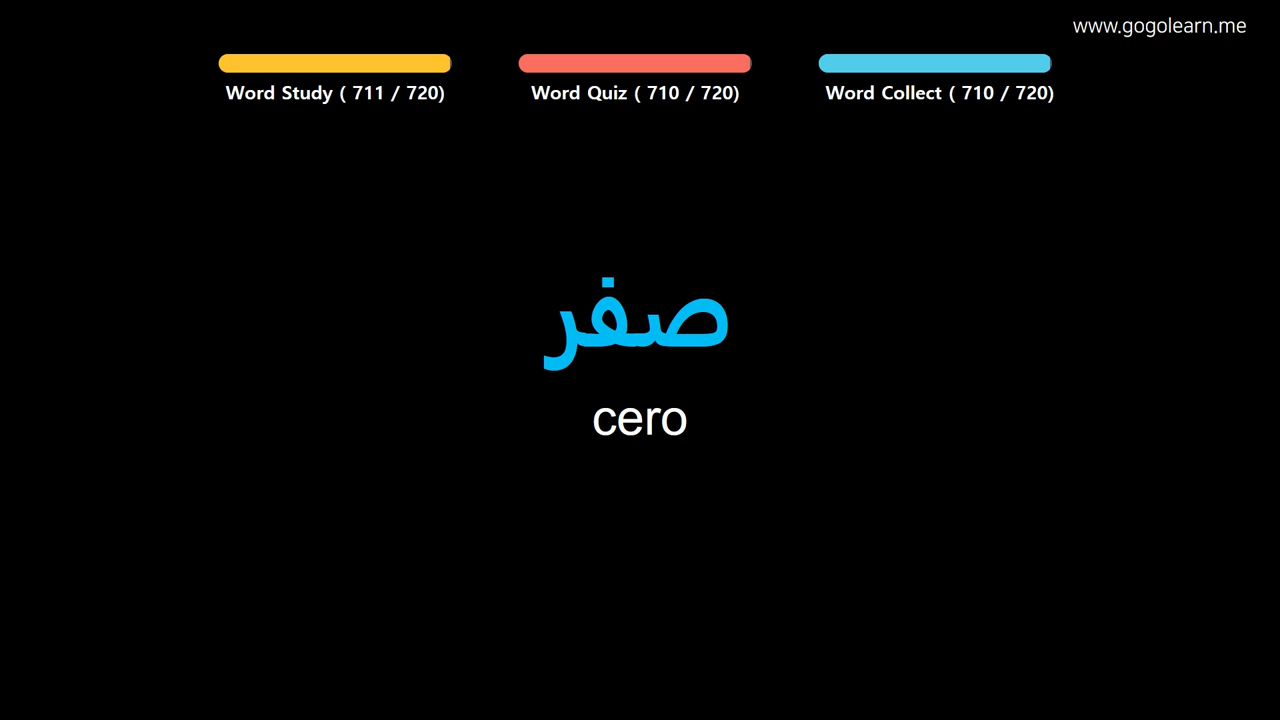 www.gogolearn.me
Word Study ( 711 / 720)
Word Quiz ( 710 / 720)
Word Collect ( 710 / 720)
صفر
cero